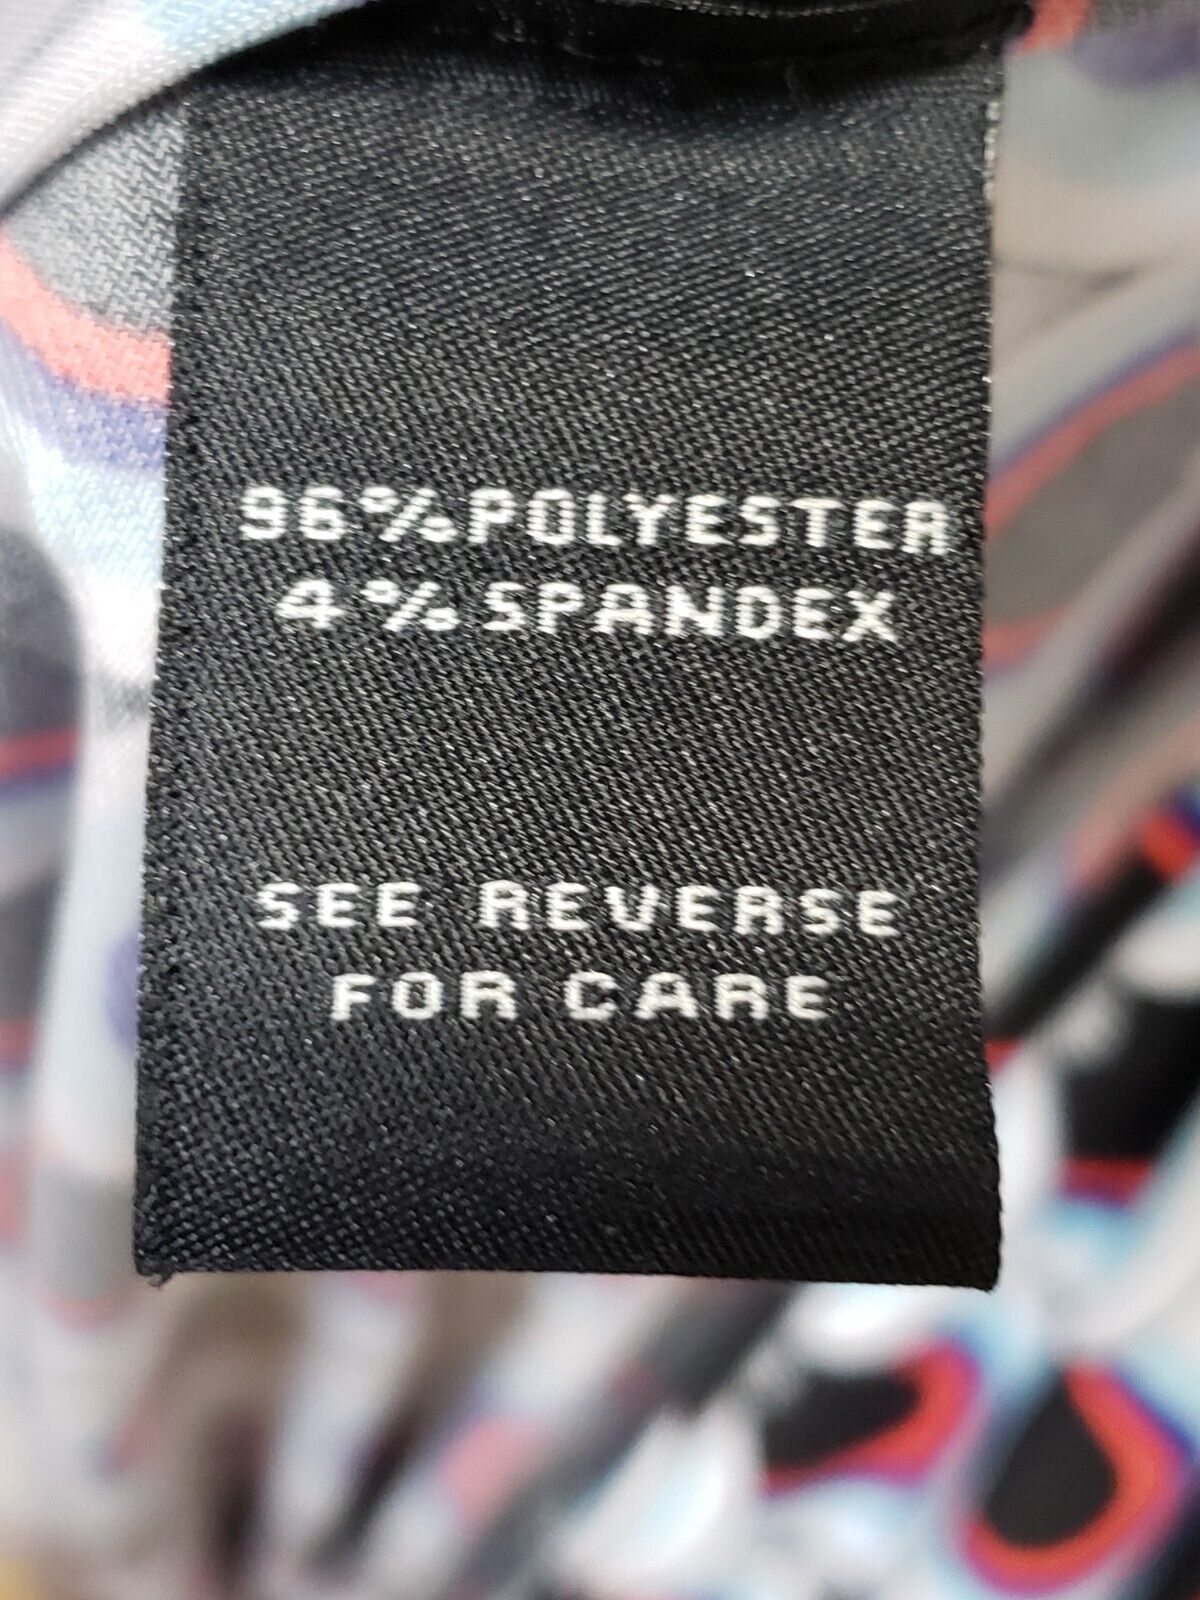 96% POLYESTER
4% SPANDEX
SEE REVERSE
FOR CARE